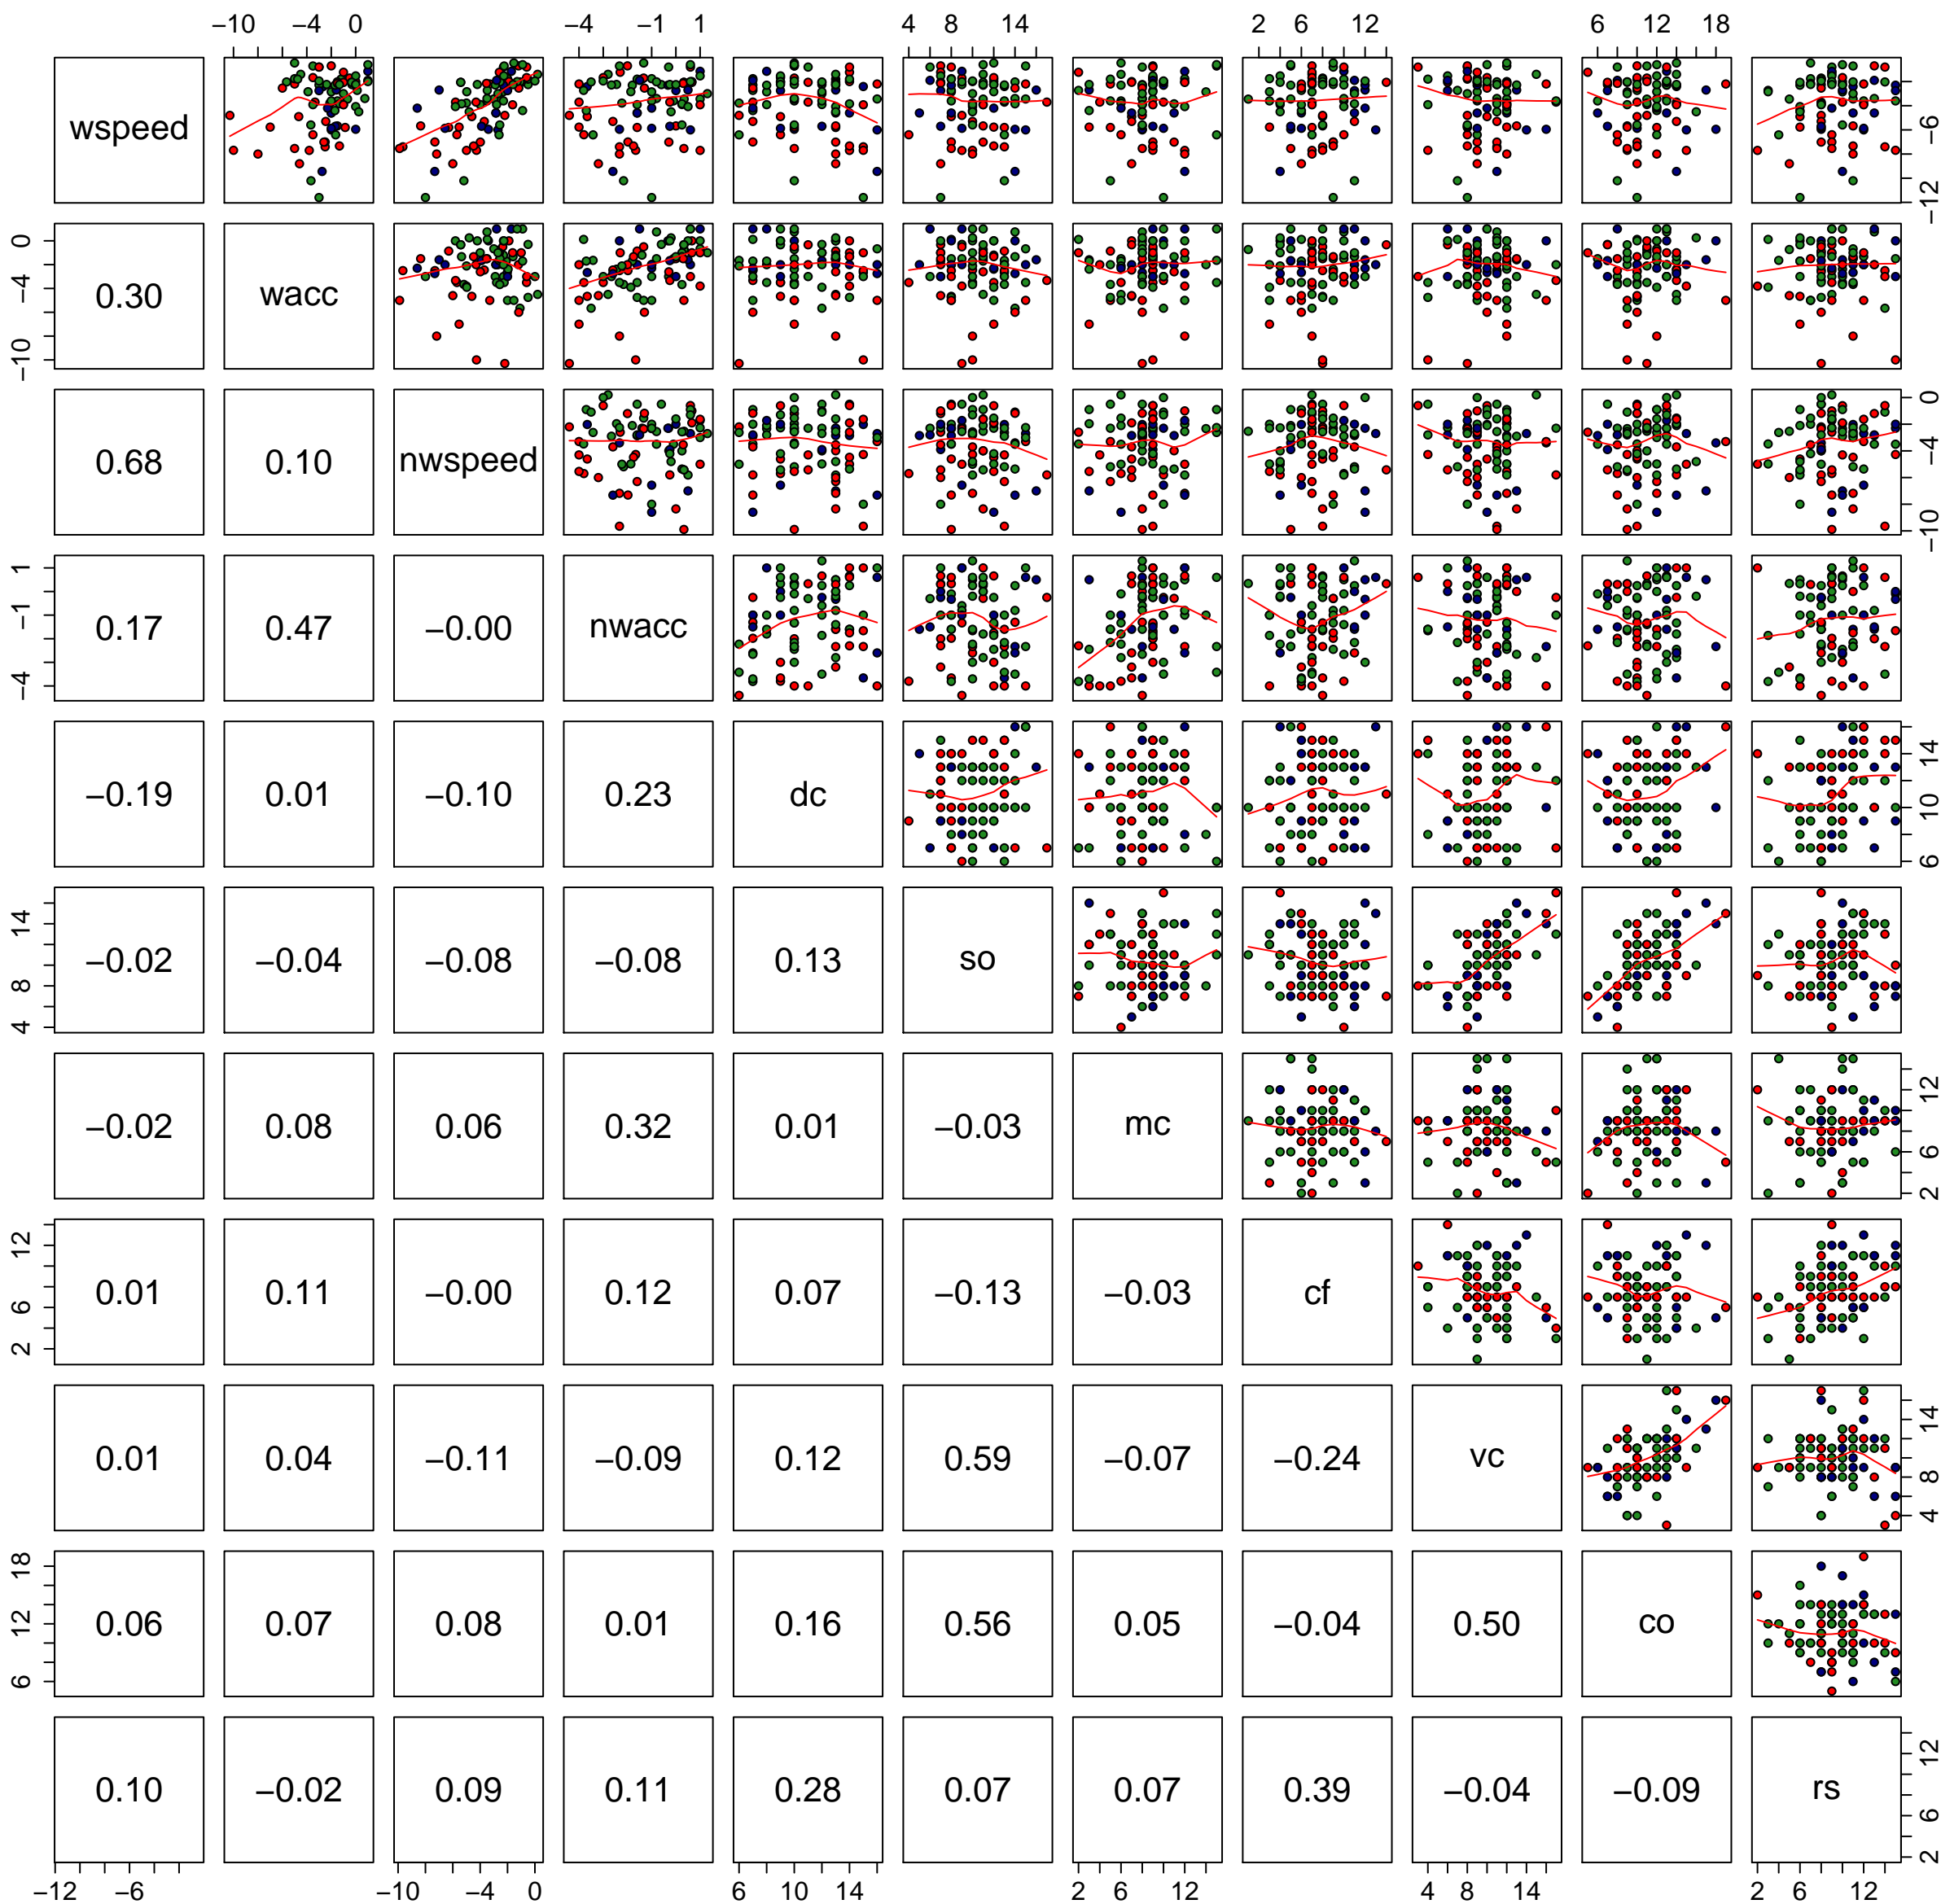 −10 −4 0 −4 −1 1 4 8 14 2 6 12 6 12 18
wspeed −12 −6
0.30 wacc −10 −4 0
0.68 0.10 nwspeed −10 −4 0
0.17 0.47 −0.00 nwacc −4 −1 1
−0.19 0.01 −0.10 0.23 dc 6 10 14
−0.02 −0.04 −0.08 −0.08 0.13 so 4 8 14
−0.02 0.08 0.06 0.32 0.01 −0.03 mc 2 6 12
0.01 0.11 −0.00 0.12 0.07 −0.13 −0.03 cf 2 6 12
0.01 0.04 −0.11 −0.09 0.12 0.59 −0.07 −0.24 vc 4 8 14
0.06 0.07 0.08 0.01 0.16 0.56 0.05 −0.04 0.50 co 6 12 18
0.10 −0.02 0.09 0.11 0.28 0.07 0.07 0.39 −0.04 −0.09 rs 2 6 12
−12 −6 −10 −4 0 6 10 14 2 6 12 4 8 14 2 6 12